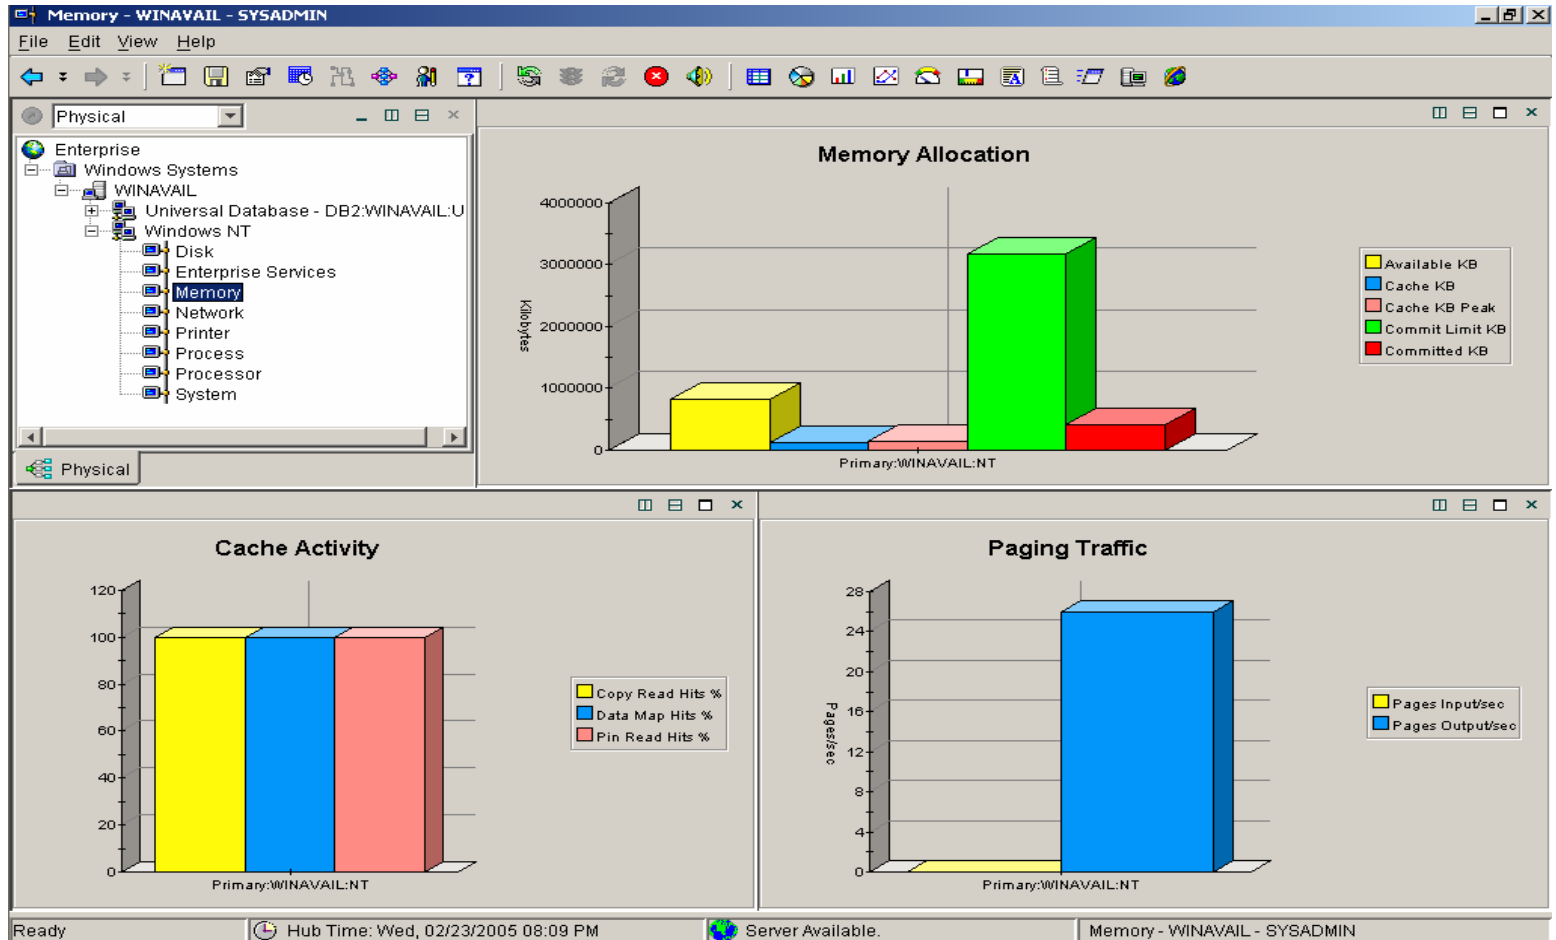 Memory - WINAVAIL - SYSADMIN
File Edit View Help
Physical
Enterprise
Windows Systems
WINAVAIL
Universal Database - DB2:WINAVAIL:U
Windows NT
Disk
Enterprise Services
Memory
Network
Printer
Process
Processor
System
Physical
Memory Allocation
4000000
3000000
2000000
1000000
0
Kilobytes
Primary:WINAVAIL:NT
Available KB
Cache KB
Cache KB Peak
Commit Limit KB
Committed KB
Cache Activity
120
100
80
60
40
20
0
Primary:WINAVAIL:NT
Copy Read Hits %
Data Map Hits %
Pin Read Hits %
Paging Traffic
28
24
20
16
12
8
4
0
Pages/sec
Primary:WINAVAIL:NT
Pages Input/sec
Pages Output/sec
Ready
Hub Time: Wed, 02/23/2005 08:09 PM
Server Available.
Memory - WINAVAIL - SYSADMIN